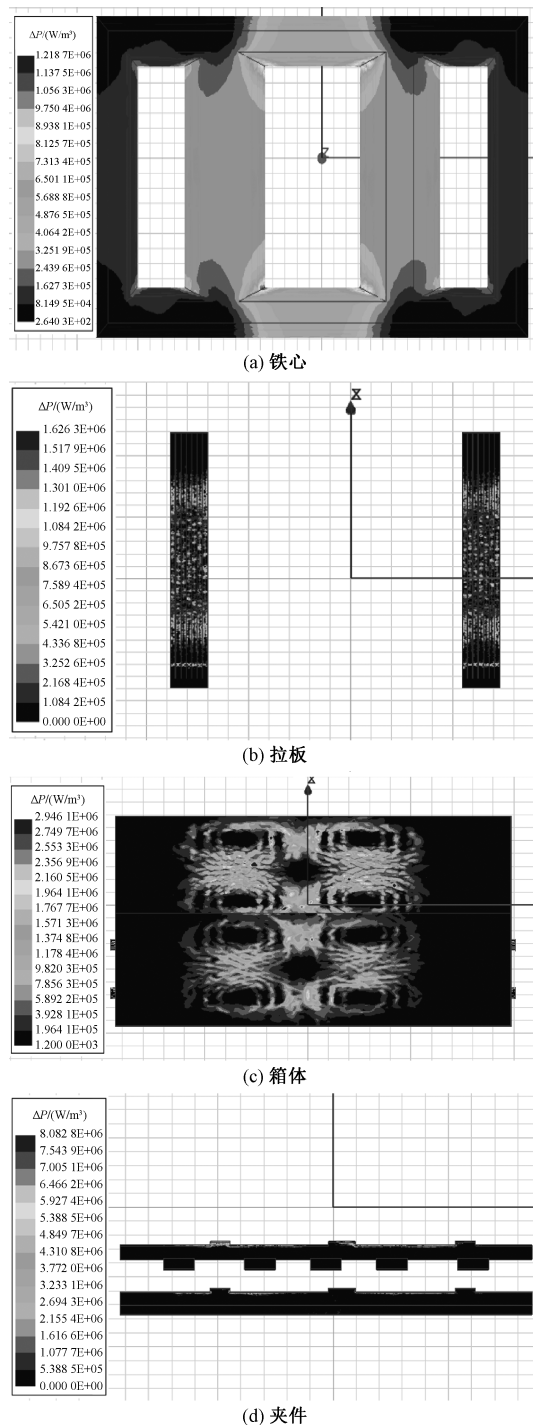 ΔP/(W/m³)
1.218 7E+06
1.137 5E+06
1.056 3E+06
9.750 4E+05
8.938 1E+05
8.125 7E+05
7.313 4E+05
6.501 1E+05
5.688 8E+05
4.876 5E+05
4.064 2E+05
3.251 9E+05
2.439 6E+05
1.627 3E+05
8.149 5E+04
2.640 3E+02
Z
(a) 铁心
ΔP/(W/m³)
1.626 3E+06
1.517 9E+06
1.409 5E+06
1.301 0E+06
1.192 6E+06
1.084 2E+06
9.757 8E+05
8.673 6E+05
7.589 4E+05
6.505 2E+05
5.421 0E+05
4.336 8E+05
3.252 6E+05
2.168 4E+05
1.084 2E+05
0.000 0E+00
X
(b) 拉板
ΔP/(W/m³)
2.946 1E+06
2.749 7E+06
2.553 3E+06
2.356 9E+06
2.160 5E+06
1.964 1E+06
1.767 7E+06
1.571 3E+06
1.374 8E+06
1.178 4E+06
9.820 3E+05
7.856 3E+05
5.892 2E+05
3.928 1E+05
1.964 1E+05
1.200 0E+03
X
(c) 箱体
ΔP/(W/m³)
8.082 8E+06
7.543 9E+06
7.005 1E+06
6.466 2E+06
5.927 4E+06
5.388 5E+06
4.849 7E+06
4.310 8E+06
3.772 0E+06
3.233 1E+06
2.694 3E+06
2.155 4E+06
1.616 6E+06
1.077 7E+06
5.388 5E+05
0.000 0E+00
(d) 夹件